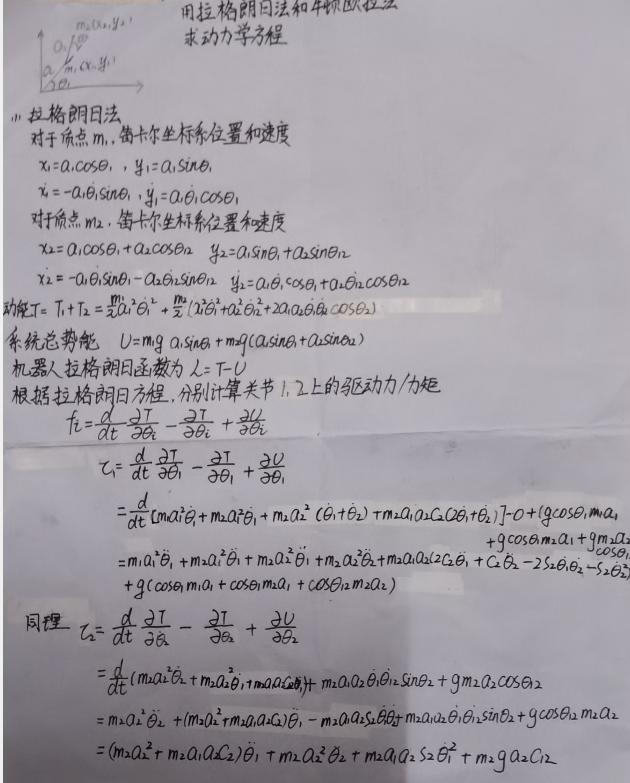 用拉格朗日法和牛顿欧拉法
求动力学方程
m₂(x₂,y₂)
a₂
m₁(x₁,y₁)
a₁
θ₁
(1) 拉格朗日法
对于质点m₁,笛卡尔坐标系位置和速度
x₁=a₁cosθ₁ , y₁=a₁sinθ₁
ẋ₁=-a₁θ̇₁sinθ₁ , ẏ₁=a₁θ̇₁cosθ₁
对于质点m₂,笛卡尔坐标系位置和速度
x₂=a₁cosθ₁+a₂cosθ₁₂ y₂=a₁sinθ₁+a₂sinθ₁₂
ẋ₂=-a₁θ̇₁sinθ₁-a₂θ̇₁₂sinθ₁₂ ẏ₂=a₁θ̇₁cosθ₁+a₂θ̇₁₂cosθ₁₂
动能T=T₁+T₂=m₁/2 a₁²θ̇₁²+m₂/2(a₁²θ̇₁²+a₂²θ̇₁₂²+2a₁a₂θ̇₁θ̇₁₂cosθ₂)
系统总势能 U=m₁g a₁sinθ₁+m₂g(a₁sinθ₁+a₂sinθ₁₂)
机器人拉格朗日函数为 L=T-U
根据拉格朗日方程,分别计算关节1,2上的驱动力/力矩
fᵢ=d/dt ∂T/∂θ̇ᵢ - ∂T/∂θᵢ + ∂U/∂θᵢ
τ₁=d/dt ∂T/∂θ̇₁ - ∂T/∂θ₁ + ∂U/∂θ₁
=d/dt[m₁a₁²θ̇₁+m₂a₁²θ̇₁+m₂a₂²(θ̇₁+θ̇₂)+m₂a₁a₂C₂(2θ̇₁+θ̇₂)]-0+(gcosθ₁m₁a₁
+gcosθ₁m₂a₁+gm₂a₂
cosθ₁₂
=m₁a₁²θ̈₁+m₂a₁²θ̈₁+m₂a₂²θ̈₁+m₂a₂²θ̈₂+m₂a₁a₂(2C₂θ̈₁+C₂θ̈₂-2S₂θ̇₁θ̇₂-S₂θ̇₂²)
+g(cosθ₁m₁a₁+cosθ₁m₂a₁+cosθ₁₂m₂a₂)
同理 τ₂=d/dt ∂T/∂θ̇₂ - ∂T/∂θ₂ + ∂U/∂θ₂
=d/dt(m₂a₂²θ̇₂+m₂a₂²θ̇₁+m₂a₁a₂C₂θ̇₁)+m₂a₁a₂θ̇₁θ̇₁₂sinθ₂+gm₂a₂cosθ₁₂
=m₂a₂²θ̈₂+(m₂a₂²+m₂a₁a₂C₂)θ̈₁-m₂a₁a₂S₂θ̇₁θ̇₂+m₂a₁a₂θ̇₁θ̇₁₂sinθ₂+gcosθ₁₂m₂a₂
=(m₂a₂²+m₂a₁a₂C₂)θ̈₁+m₂a₂²θ̈₂+m₂a₁a₂S₂θ̇₁²+m₂ga₂C₁₂